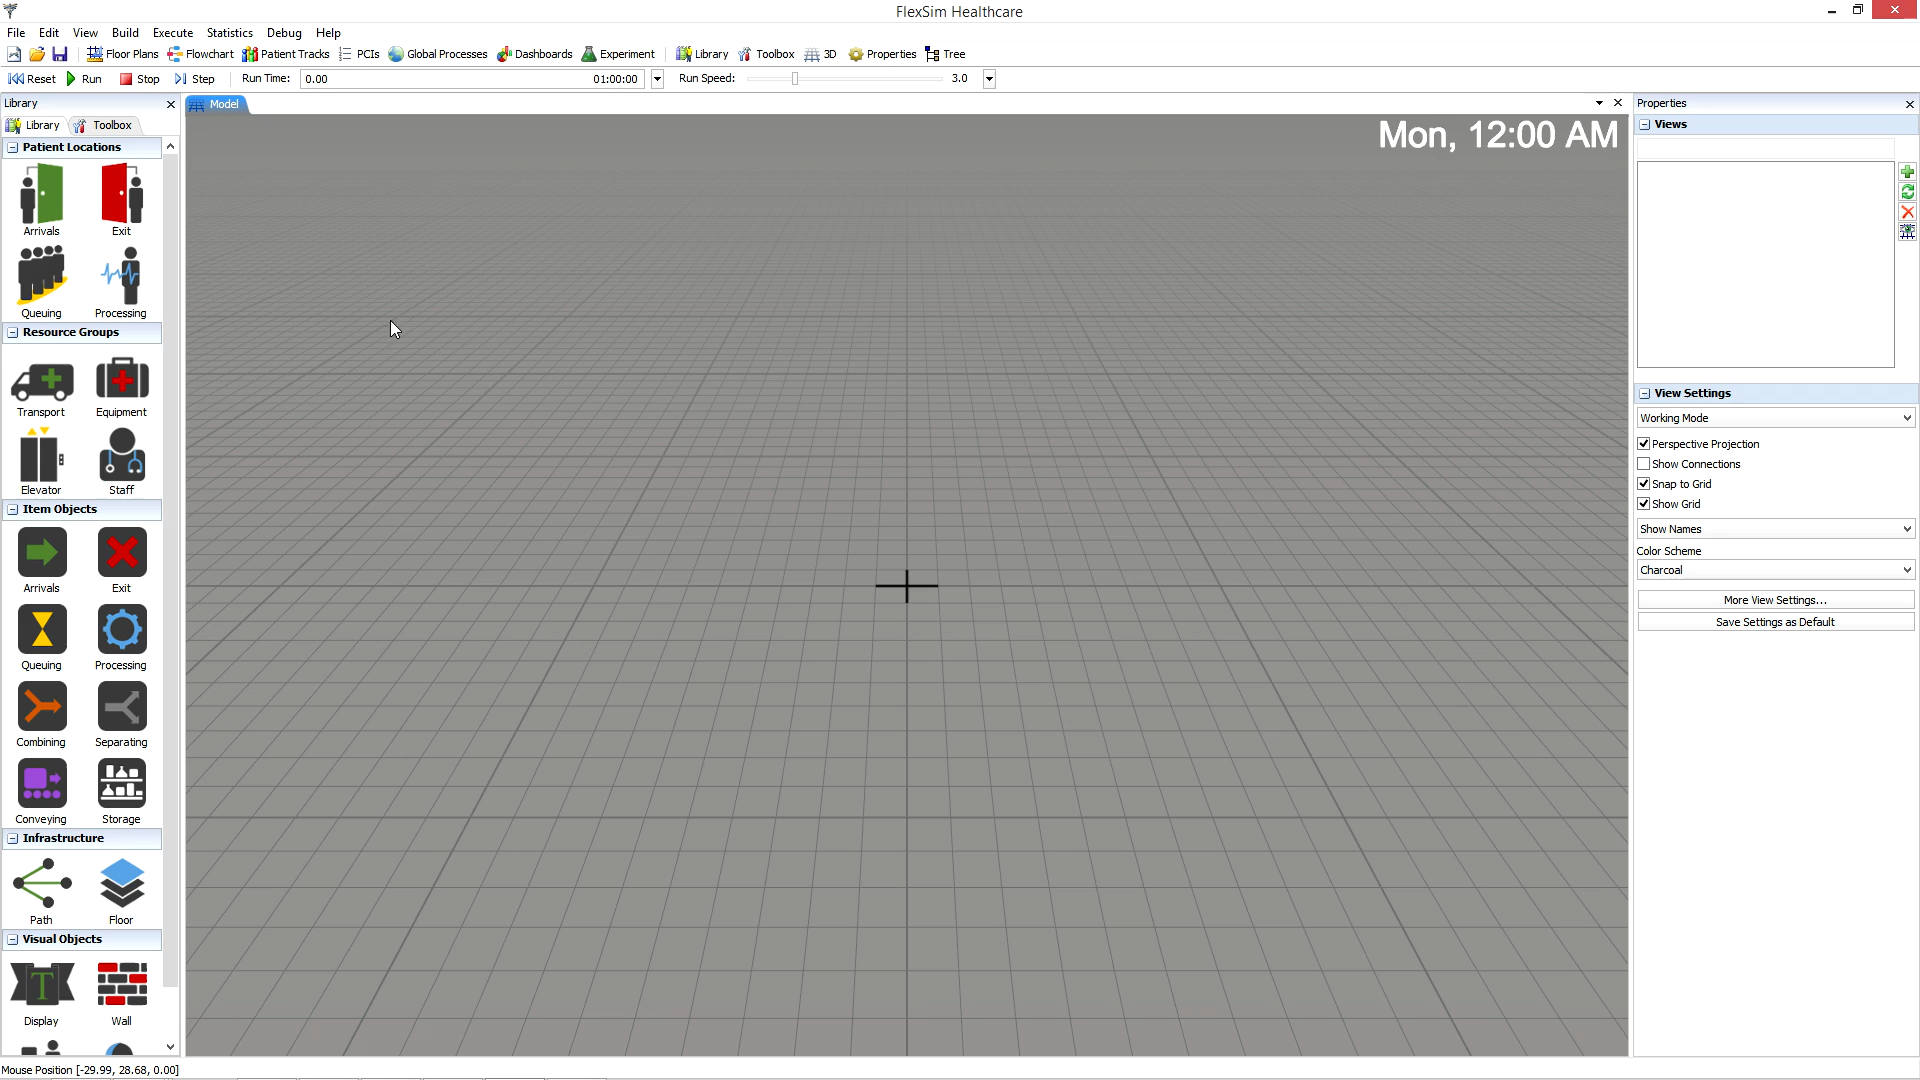 FlexSim Healthcare
File Edit View Build Execute Statistics Debug Help
Floor Plans Flowchart Patient Tracks PCIs Global Processes Dashboards Experiment Library Toolbox 3D Properties Tree
Reset Run Stop Step Run Time: 0.00 01:00:00 Run Speed: 3.0
Library
Library Toolbox
Patient Locations
Arrivals Exit
Queuing Processing
Resource Groups
Transport Equipment
Elevator Staff
Item Objects
Arrivals Exit
Queuing Processing
Combining Separating
Conveying Storage
Infrastructure
Path Floor
Visual Objects
T
Display Wall
Model
Mon, 12:00 AM
Properties
Views
View Settings
Working Mode
Perspective Projection
Show Connections
Snap to Grid
Show Grid
Show Names
Color Scheme
Charcoal
More View Settings...
Save Settings as Default
Mouse Position [-29.99, 28.68, 0.00]